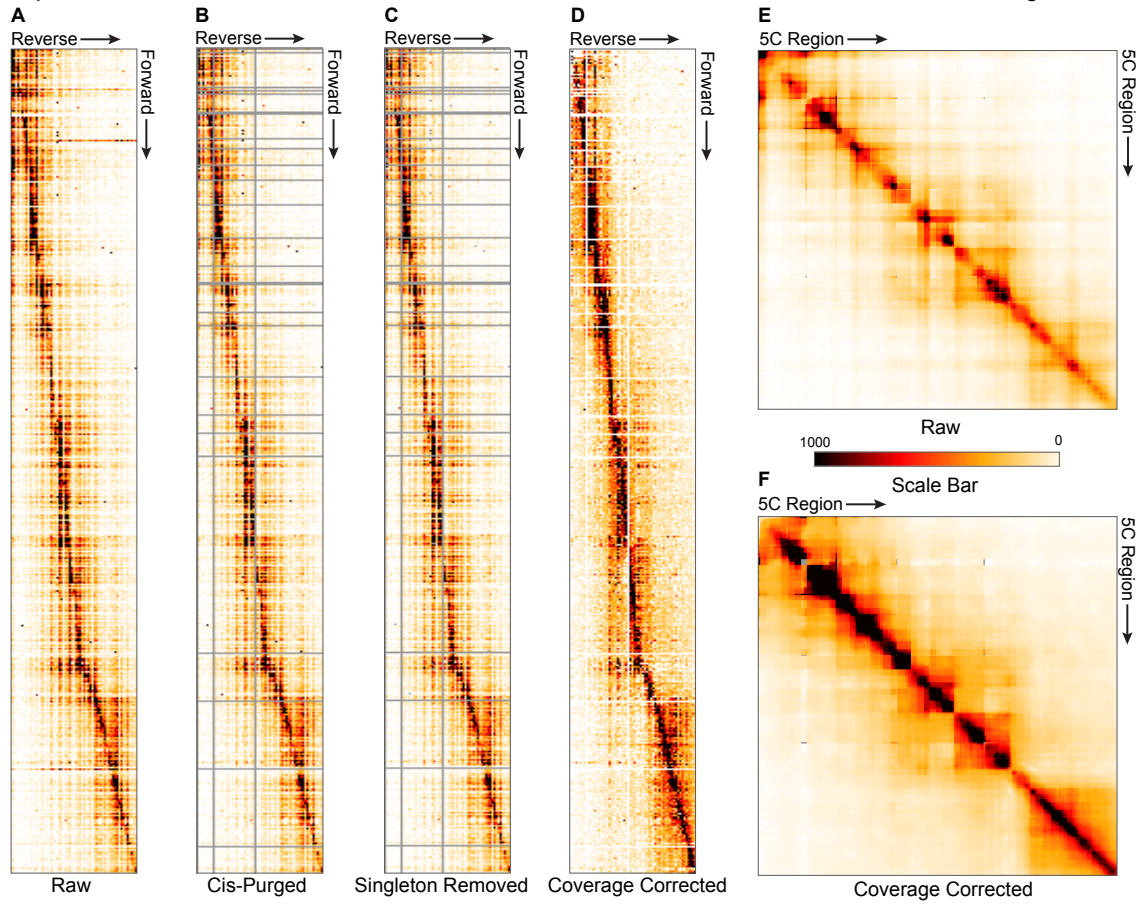 A
Reverse
Forward
Raw
B
Reverse
Forward
Cis-Purged
C
Reverse
Forward
Singleton Removed
D
Reverse
Forward
Coverage Corrected
E
5C Region
5C Region
Raw
1000
0
Scale Bar
F
5C Region
5C Region
Coverage Corrected